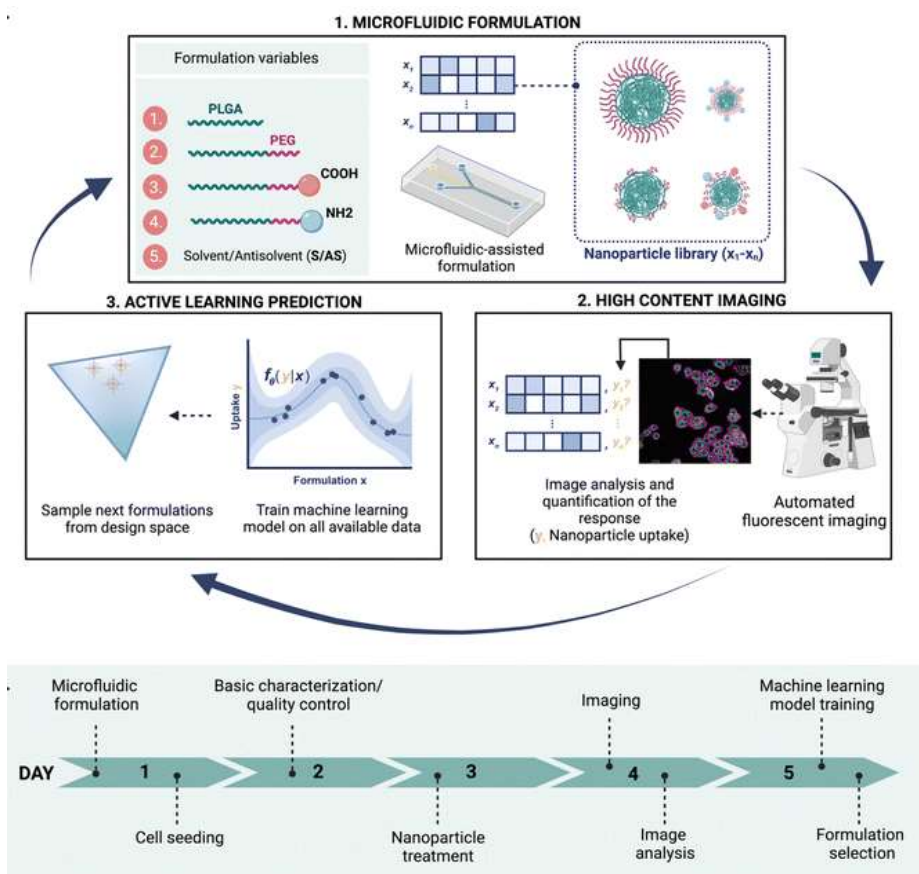 1. MICROFLUIDIC FORMULATION
Formulation variables
1.
PLGA
2.
PEG
3.
COOH
4.
NH2
5.
Solvent/Antisolvent (S/AS)
x1
x2
⋮
xn
Microfluidic-assisted
formulation
Nanoparticle library (x1-xn)
2. HIGH CONTENT IMAGING
x1 , y1?
x2 , y2?
⋮ ⋮
xn , yn?
Image analysis and
quantification of the
response
(y, Nanoparticle uptake)
Automated
fluorescent imaging
3. ACTIVE LEARNING PREDICTION
Sample next formulations
from design space
fθ(y|x)
Uptake y
Formulation x
Train machine learning
model on all available data
DAY
Microfluidic
formulation
1
Cell seeding
Basic characterization/
quality control
2
3
Nanoparticle
treatment
Imaging
4
Image
analysis
Machine learning
model training
5
Formulation
selection